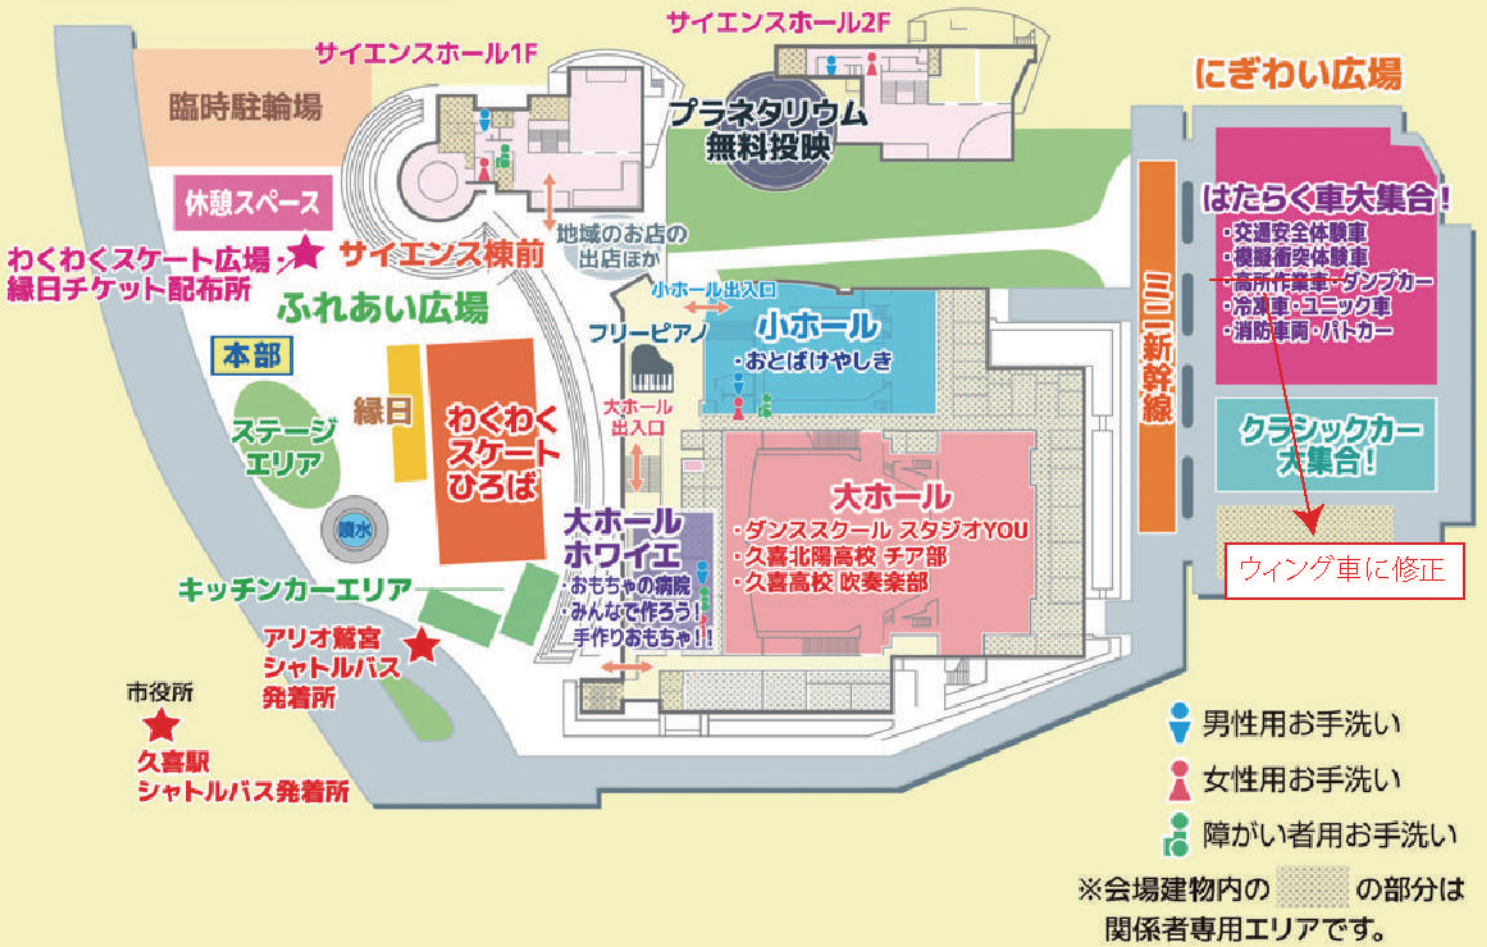 サイエンスホール2F
サイエンスホール1F
にぎわい広場
臨時駐輪場
プラネタリウム
無料投映
休憩スペース
はたらく車大集合！
・交通安全体験車
・模擬衝突体験車
・高所作業車・ダンプカー
・冷凍車・ユニック車
・消防車両・パトカー
わくわくスケート広場・
縁日チケット配布所
サイエンス棟前
地域のお店の
出店ほか
ふれあい広場
小ホール出入口
フリーピアノ
小ホール
・おとばけやしき
ミニ新幹線
本部
縁日
わくわく
スケート
ひろば
大ホール
出入口
ステージ
エリア
クラシックカー
大集合！
噴水
大ホール
ホワイエ
・おもちゃの病院
・みんなで作ろう！
手作りおもちゃ！！
大ホール
・ダンススクール スタジオYOU
・久喜北陽高校 チア部
・久喜高校 吹奏楽部
ウィング車に修正
キッチンカーエリア
アリオ鷲宮
シャトルバス
発着所
市役所
久喜駅
シャトルバス発着所
男性用お手洗い
女性用お手洗い
障がい者用お手洗い
※会場建物内の の部分は
関係者専用エリアです。